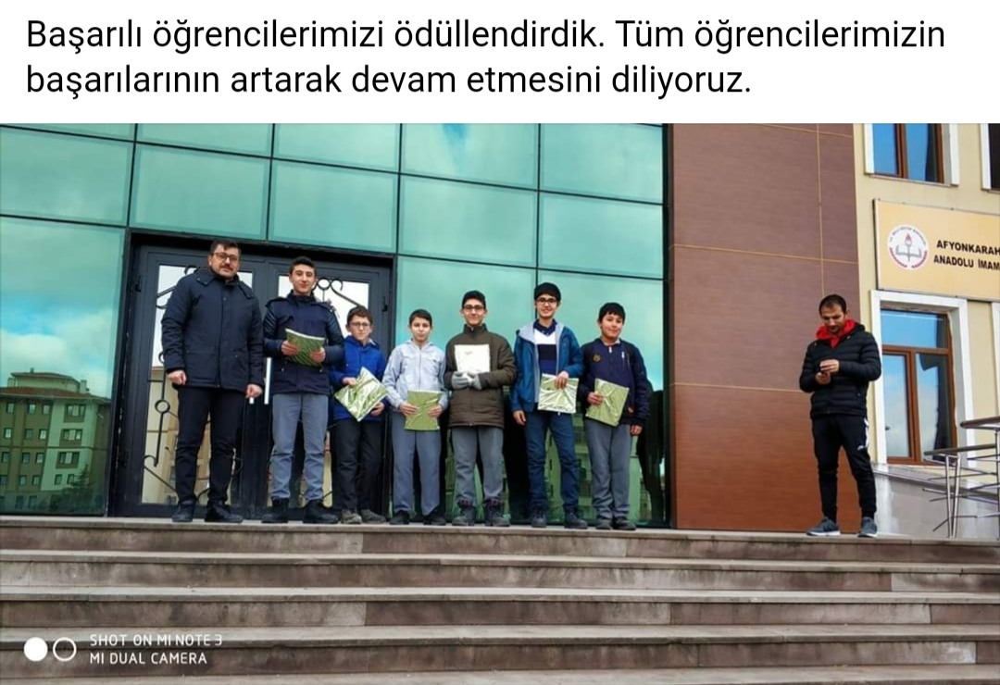 Başarılı öğrencilerimizi ödüllendirdik. Tüm öğrencilerimizin
başarılarının artarak devam etmesini diliyoruz.
AFYONKARAH
ANADOLU İMAM
SHOT ON MI NOTE 3
MI DUAL CAMERA